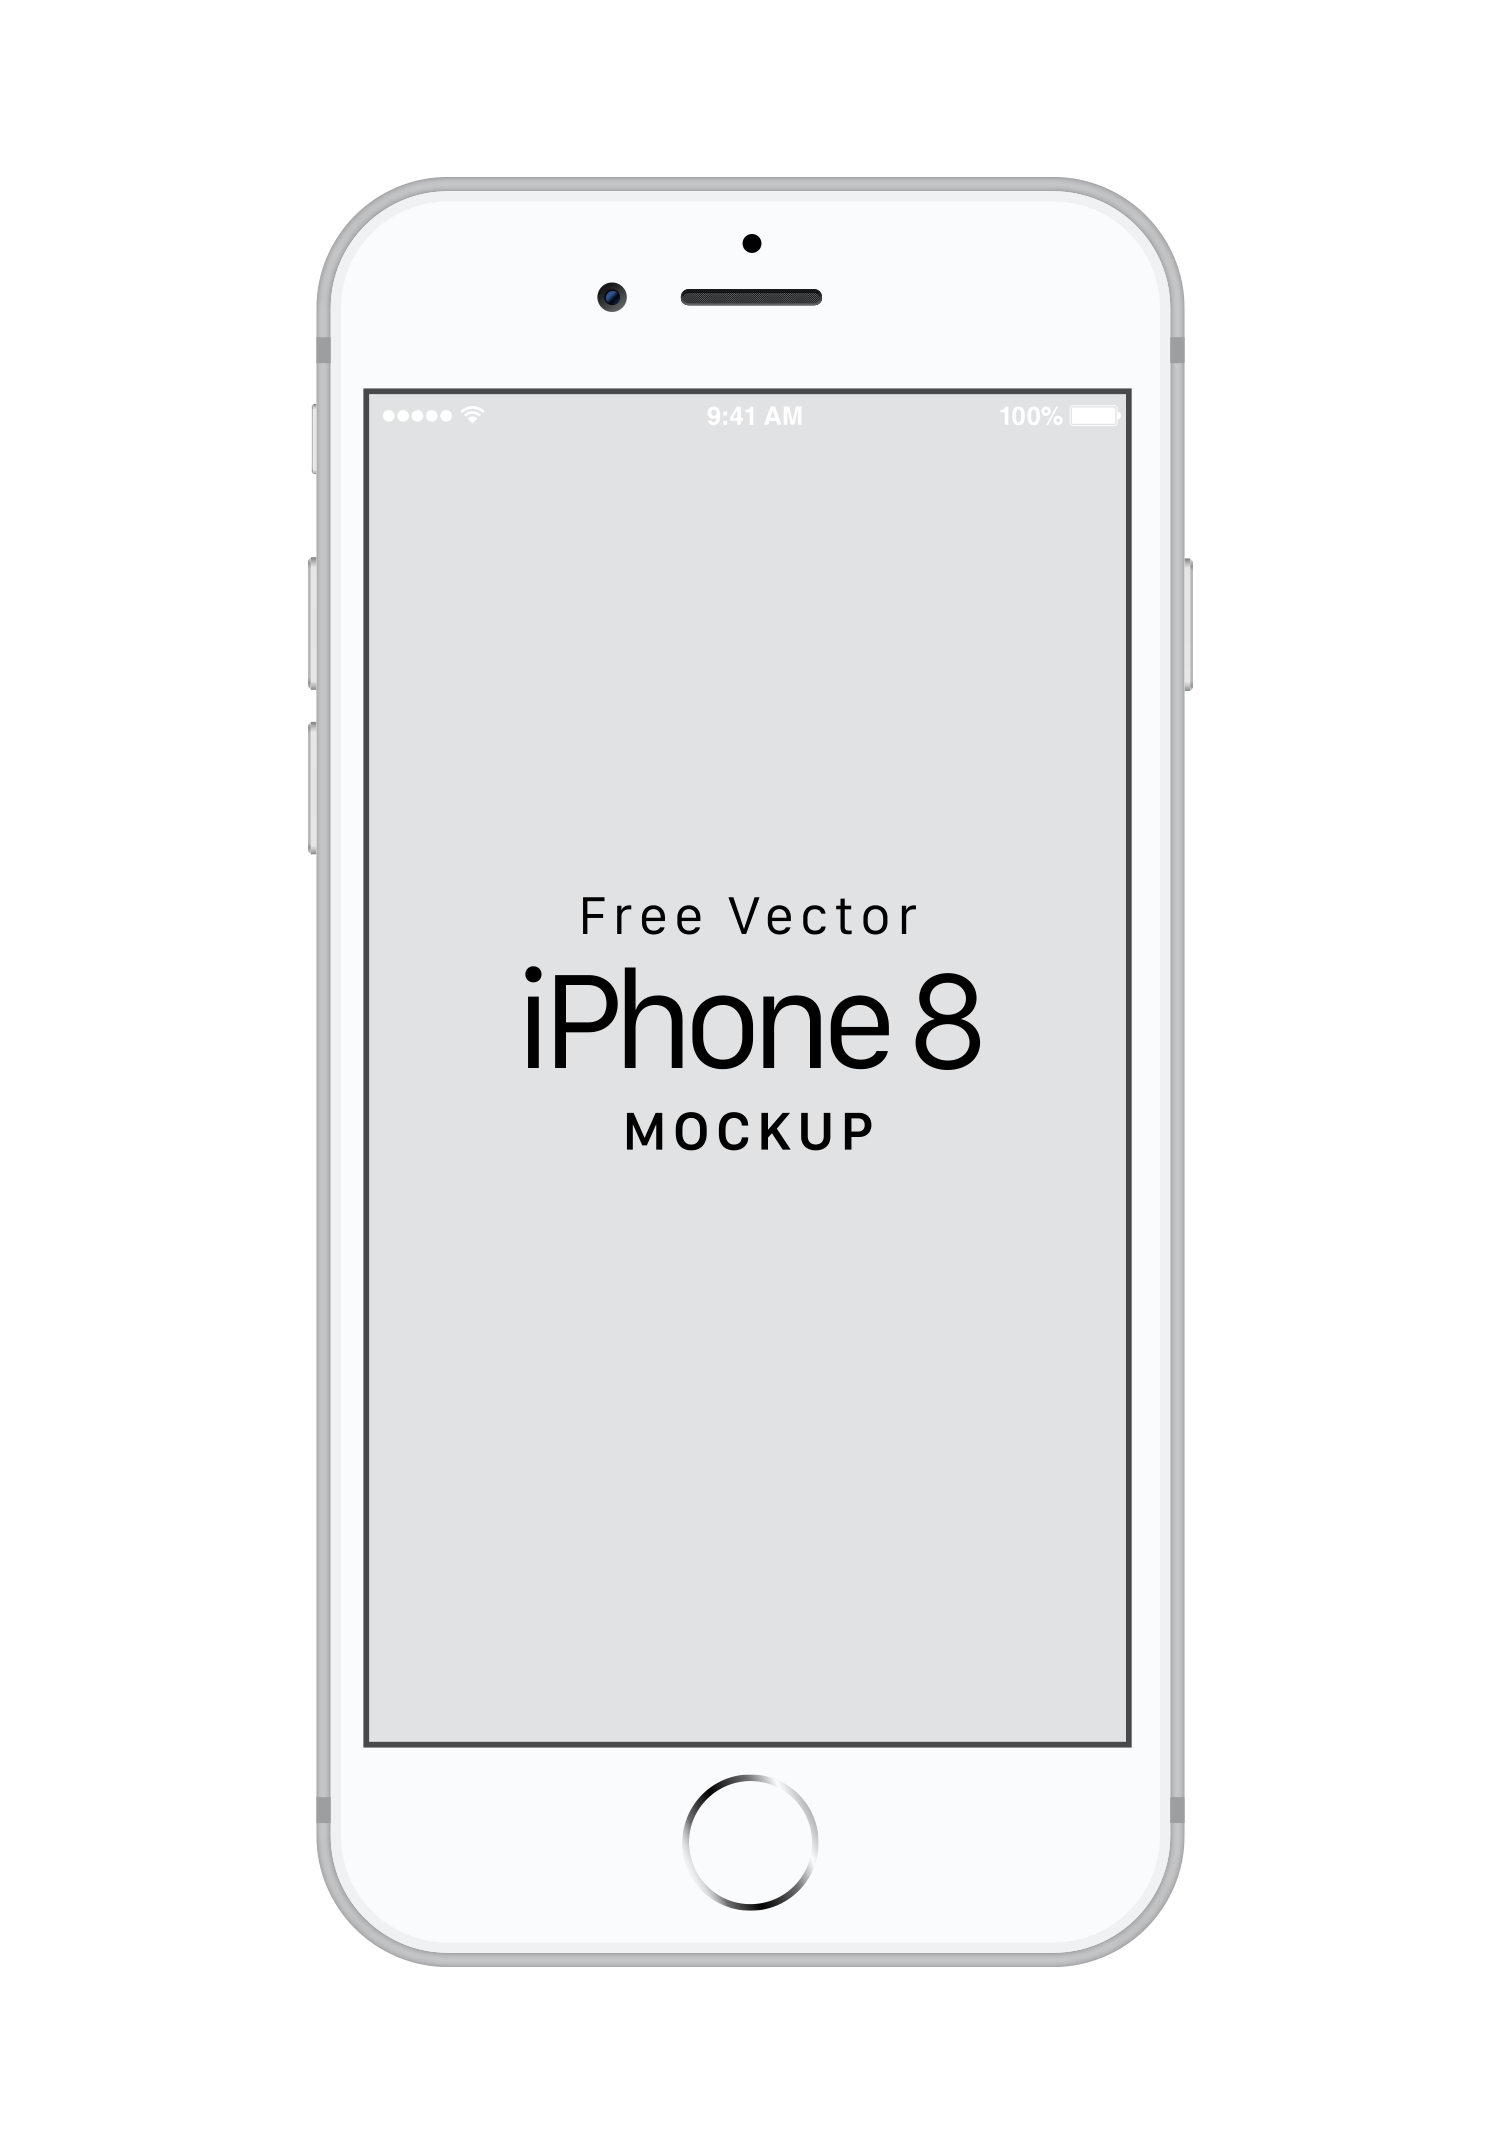 9:41 AM 100%
Free Vector
iPhone 8
MOCKUP